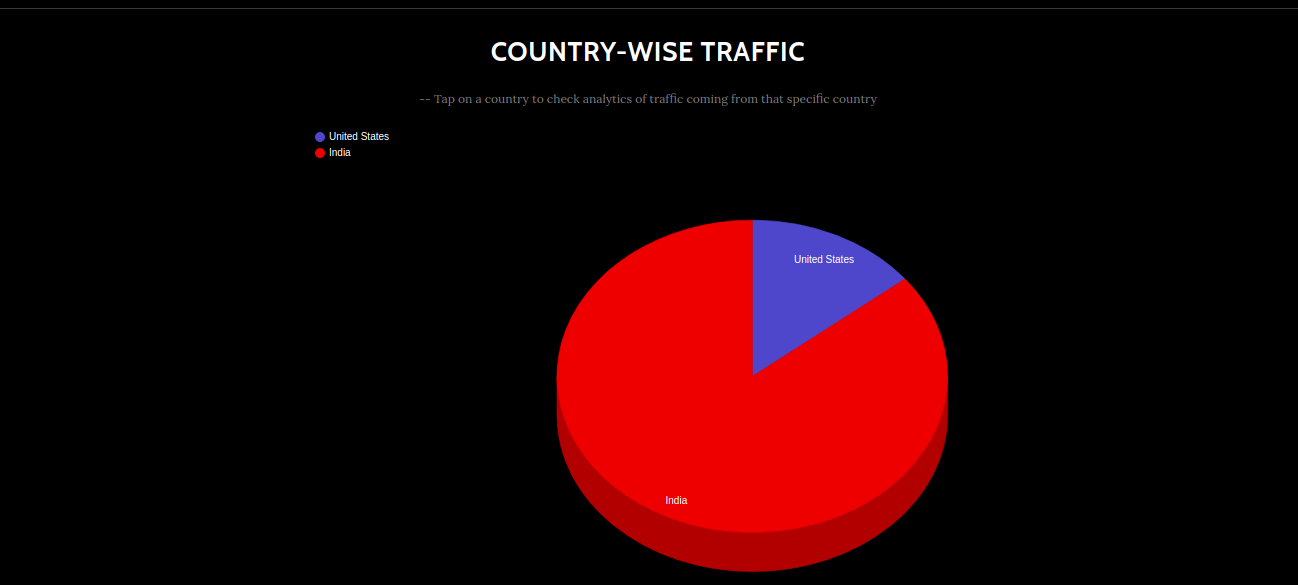 COUNTRY-WISE TRAFFIC
-- Tap on a country to check analytics of traffic coming from that specific country
United States
India
United States
India